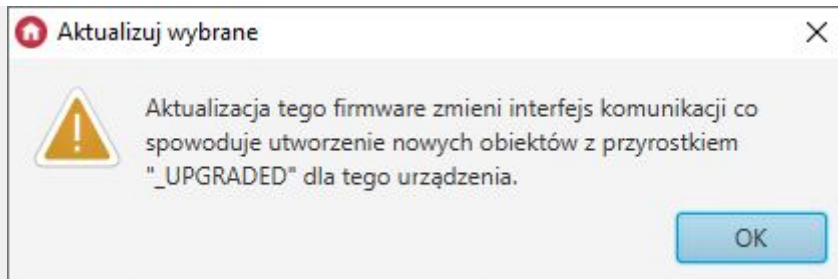 Aktualizuj wybrane
Aktualizacja tego firmware zmieni interfejs komunikacji co
spowoduje utworzenie nowych obiektów z przyrostkiem
"_UPGRADED" dla tego urządzenia.
OK